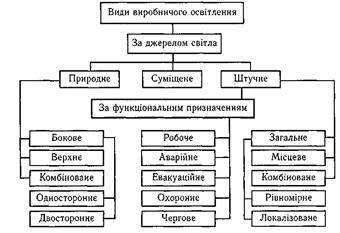 Види виробничого освітлення
За джерелом світла
Природне Суміщене Штучне
За функціональним призначенням
Бокове Робоче Загальне
Верхнє Аварійне Місцеве
Комбіноване Евакуаційне Комбіноване
Одностороннє Охоронне Рівномірне
Двостороннє Чергове Локалізоване